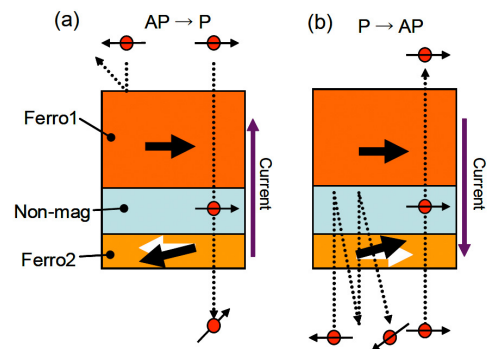 (a)
AP → P
(b)
P → AP
Ferro1
Non-mag
Ferro2
Current
Current